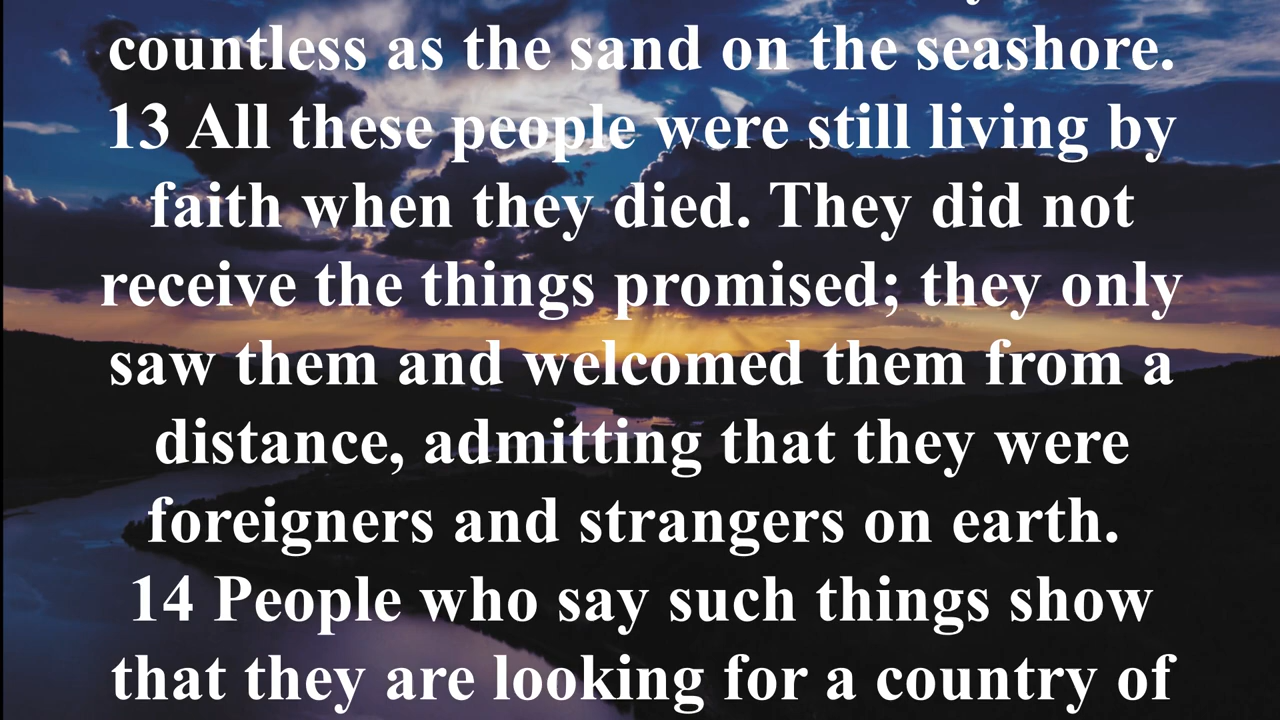 countless as the sand on the seashore.
13 All these people were still living by
faith when they died. They did not
receive the things promised; they only
saw them and welcomed them from a
distance, admitting that they were
foreigners and strangers on earth.
14 People who say such things show
that they are looking for a country of